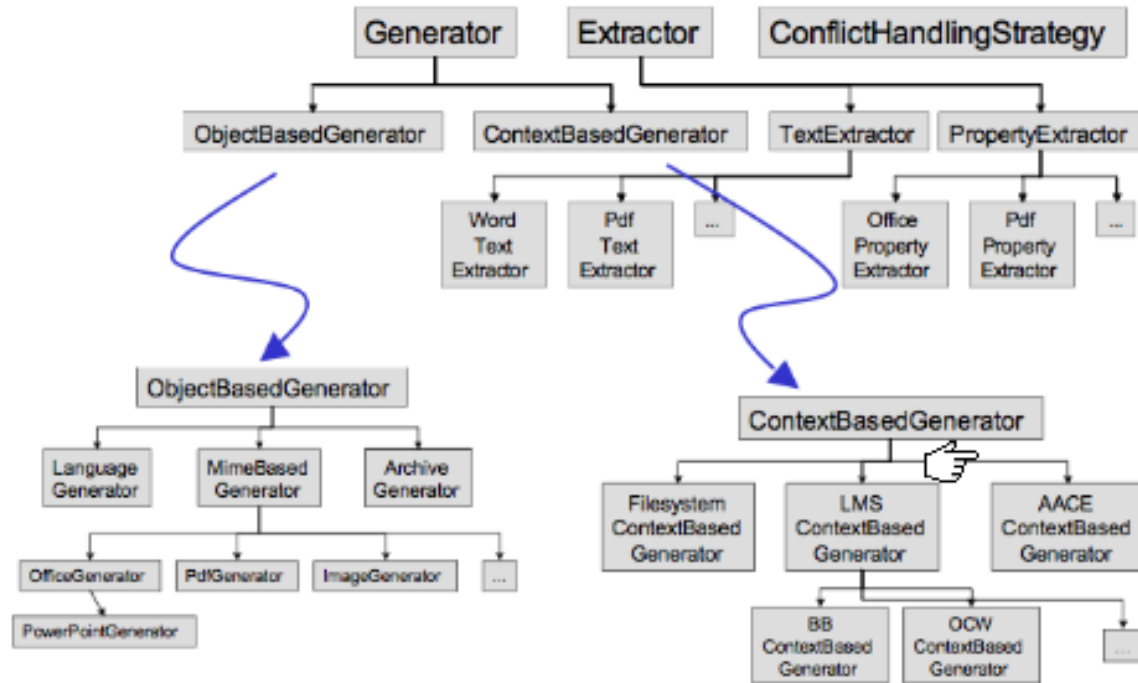 Generator
Extractor
ConflictHandlingStrategy
ObjectBasedGenerator
ContextBasedGenerator
TextExtractor
PropertyExtractor
Word
Text
Extractor
Pdf
Text
Extractor
...
Office
Property
Extractor
Pdf
Property
Extractor
...
ObjectBasedGenerator
Language
Generator
MimeBased
Generator
Archive
Generator
OfficeGenerator
PdfGenerator
ImageGenerator
...
PowerPointGenerator
ContextBasedGenerator
Filesystem
ContextBased
Generator
LMS
ContextBased
Generator
AACE
ContextBased
Generator
BB
ContextBased
Generator
OCW
ContextBased
Generator
...